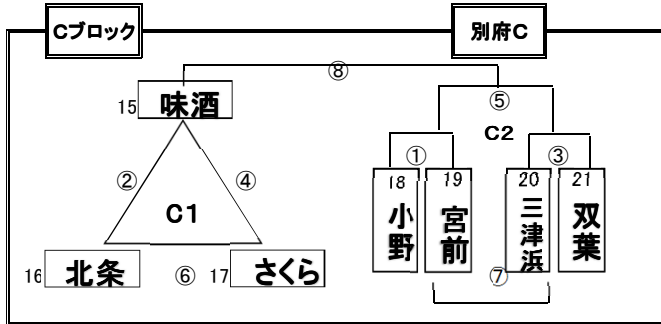 Cブロック
別府C
⑧
15 味酒
⑤
C2
① ③
② ④
C1
18 小野
19 宮前
20 三津浜
21 双葉
16 北条
⑥
17 さくら
⑦